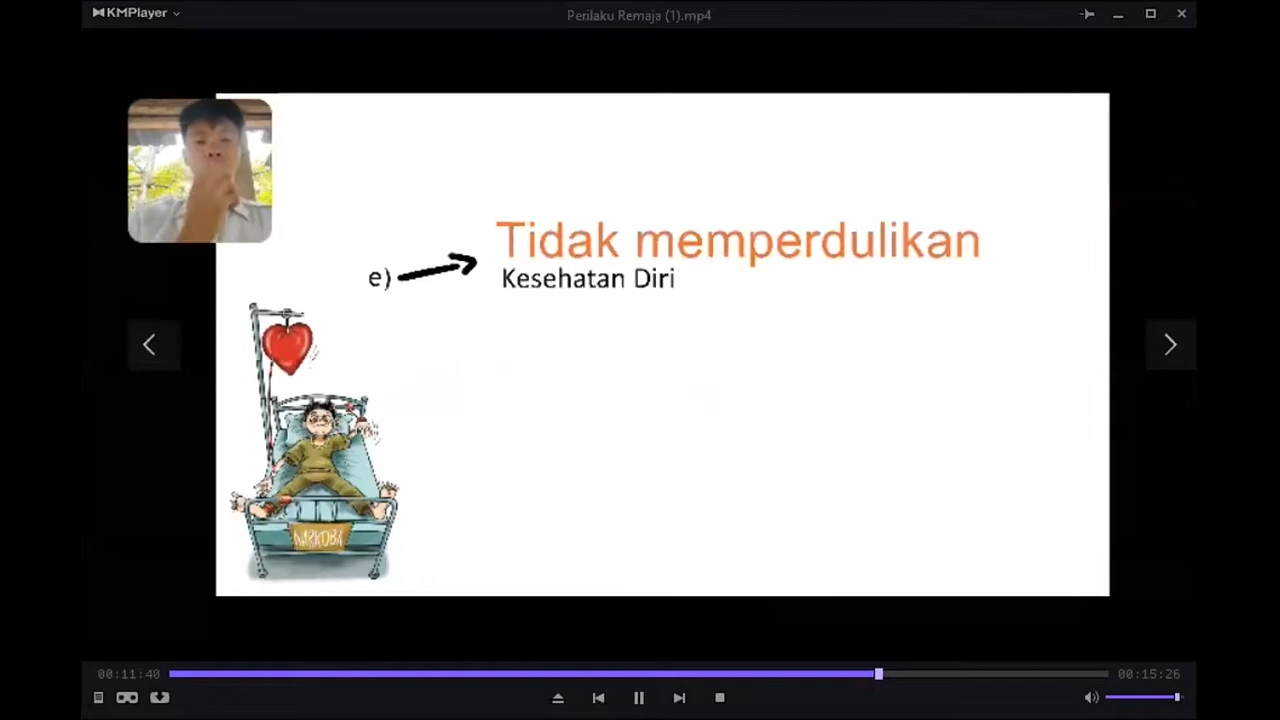 KMPlayer
Perilaku Remaja (1).mp4
Tidak memperdulikan
e)
Kesehatan Diri
NARKOBA
00:11:40
00:15:26